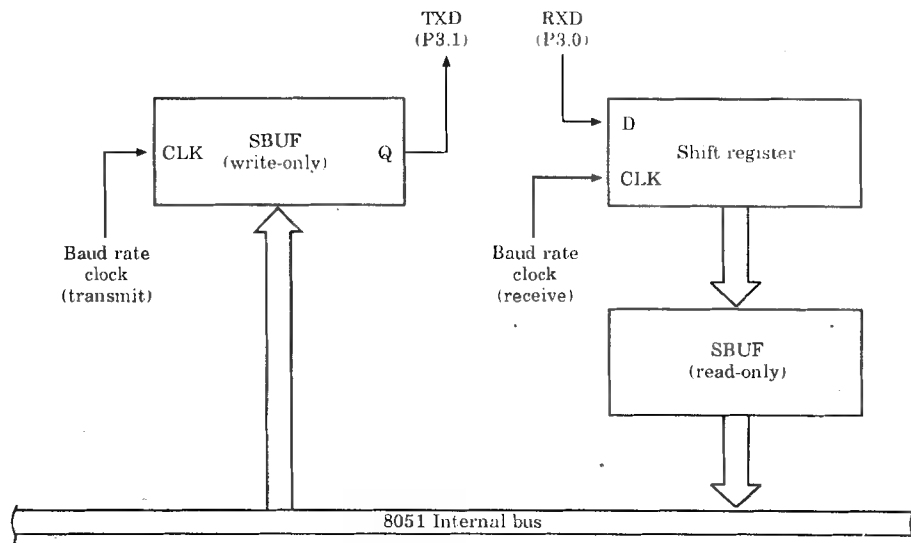 TXD
(P3.1)
RXD
(P3.0)
CLK
SBUF
(write-only)
Q
D
Shift register
CLK
Baud rate
clock
(transmit)
Baud rate
clock
(receive)
SBUF
(read-only)
8051 Internal bus